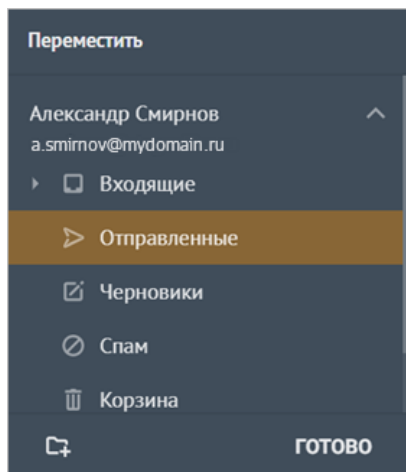 Переместить
Александр Смирнов
a.smirnov@mydomain.ru
Входящие
Отправленные
Черновики
Спам
Корзина
ГОТОВО